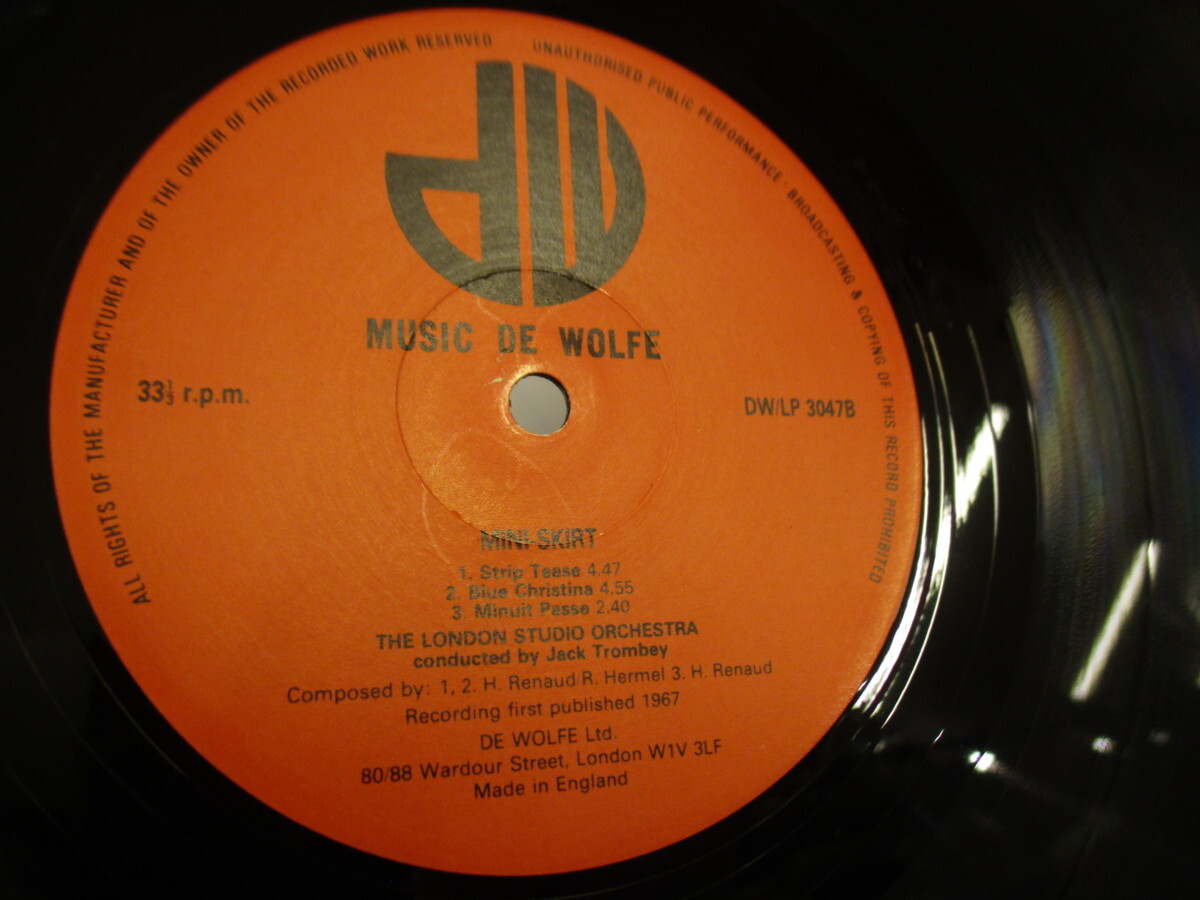 ALL RIGHTS OF THE MANUFACTURER AND OF THE OWNER OF THE RECORDED WORK RESERVED
UNAUTHORISED PUBLIC PERFORMANCE · BROADCASTING & COPYING OF THIS RECORD PROHIBITED
dW
MUSIC DE WOLFE
33⅓ r.p.m.
DW/LP 3047B
MINI-SKIRT
1. Strip Tease 4.47
2. Blue Christina 4.55
3. Minuit Passe 2.40
THE LONDON STUDIO ORCHESTRA
conducted by Jack Trombey
Composed by: 1, 2. H. Renaud/R. Hermel 3. H. Renaud
Recording first published 1967
DE WOLFE Ltd.
80/88 Wardour Street, London W1V 3LF
Made in England